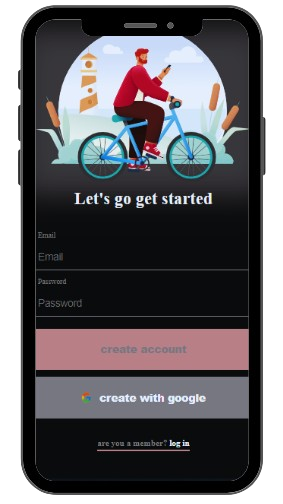 Let's go get started
Email
Email
Password
Password
create account
create with google
are you a member? log in